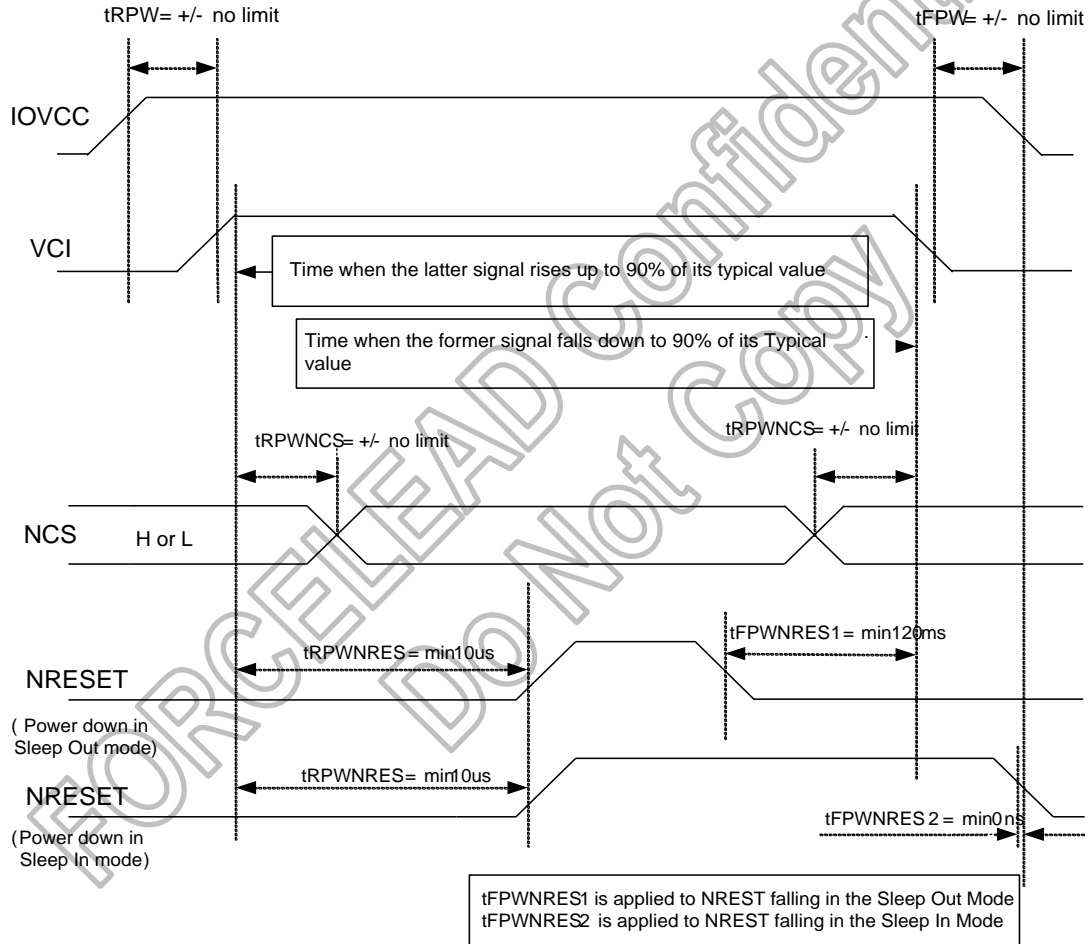 tRPW= +/- no limit
tFPW= +/- no limit
IOVCC
VCI
Time when the latter signal rises up to 90% of its typical value
Time when the former signal falls down to 90% of its Typical
value
tRPWNCS= +/- no limit
tRPWNCS= +/- no limit
NCS
H or L
tRPWNRES= min10us
tFPWNRES1= min120ms
NRESET
( Power down in
Sleep Out mode)
tRPWNRES= min10us
NRESET
(Power down in
Sleep In mode)
tFPWNRES2= min0ns
tFPWNRES1 is applied to NREST falling in the Sleep Out Mode
tFPWNRES2 is applied to NREST falling in the Sleep In Mode
FORCELEAD Confidential
Do Not Copy